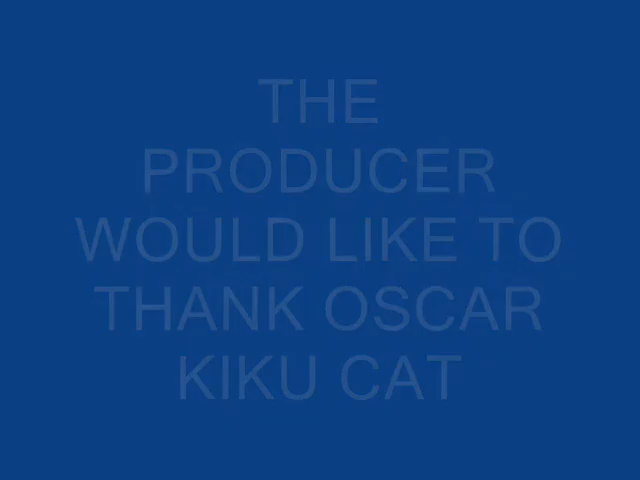 THE
PRODUCER
WOULD LIKE TO
THANK OSCAR
KIKU CAT